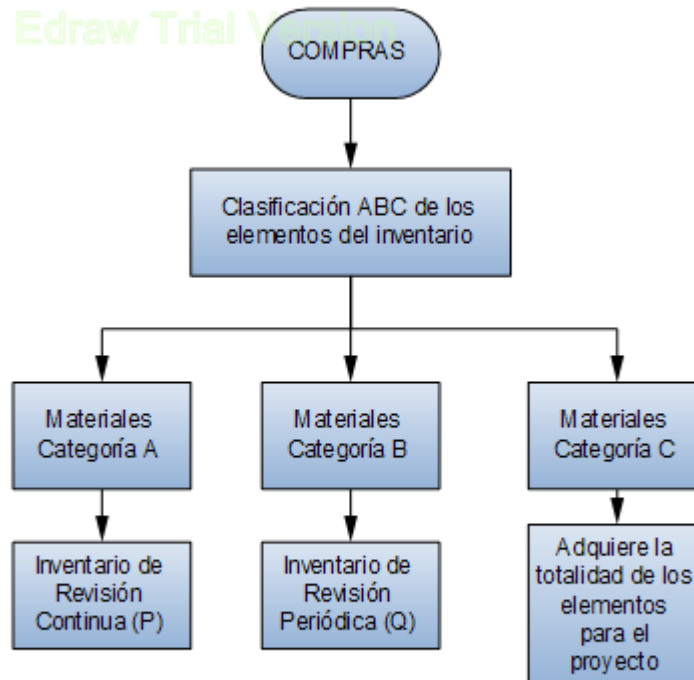 Edraw Trial Version
COMPRAS
Clasificación ABC de los
elementos del inventario
Materiales
Categoría A
Materiales
Categoría B
Materiales
Categoría C
Inventario de
Revisión
Continua (P)
Inventario de
Revisión
Periódica (Q)
Adquiere la
totalidad de los
elementos
para el
proyecto